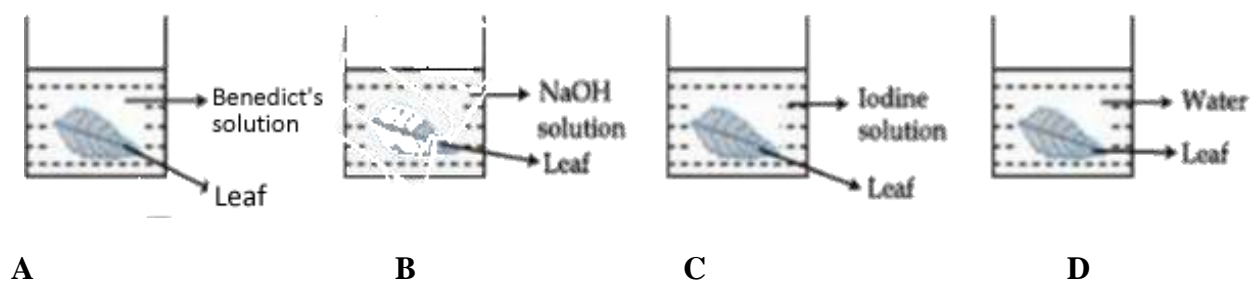 Benedict's
solution
Leaf
NaOH
solution
Leaf
Iodine
solution
Leaf
Water
Leaf
A B C D